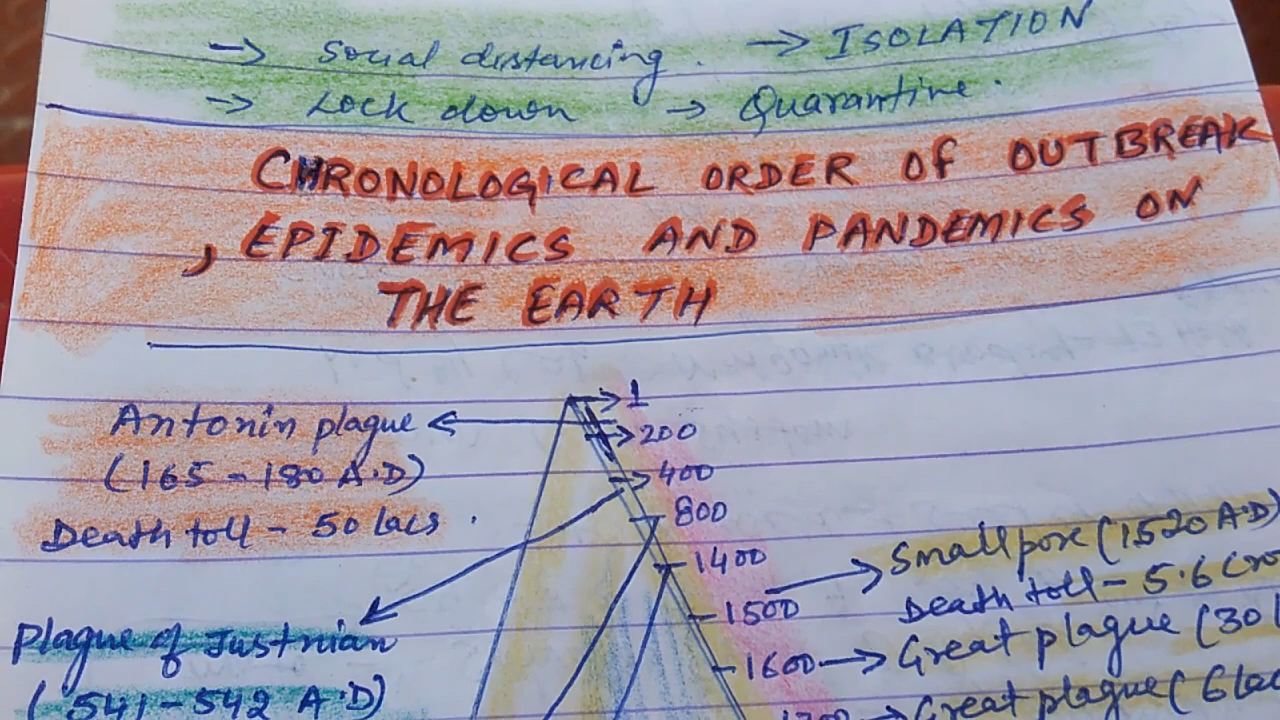 → Social distancing. → ISOLATION
→ Lock down → Quarantine.
CHRONOLOGICAL ORDER OF OUTBREAK
, EPIDEMICS AND PANDEMICS ON
THE EARTH
Antonin plague
(165 - 180 A.D)
Death toll - 50 lacs.
1
200
400
800
1400
1500
1600
Small pox (1520 A.D)
Death toll - 5.6
Great plague (30
Great plague (6 lac
Plague of Justnian
(541-542 A.D)